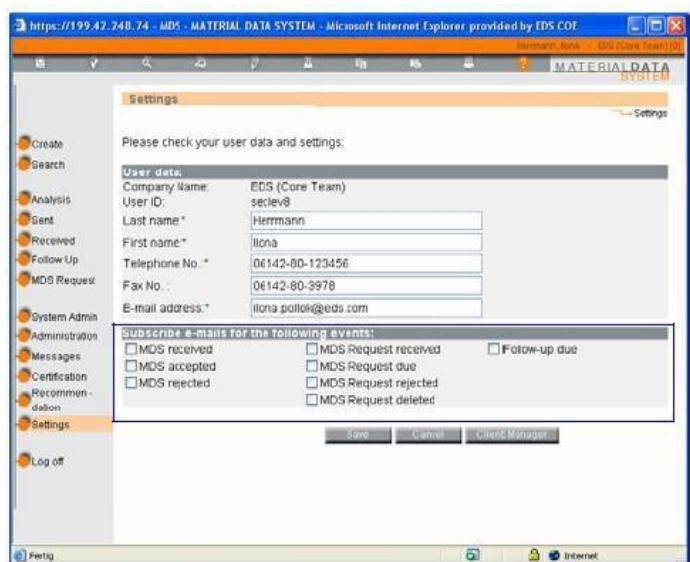 https://199.42.248.74 - MDS - MATERIAL DATA SYSTEM - Microsoft Internet Explorer provided by EDS COE
Herrmann, Ilona - EDS (Core Team) [0]
MATERIALDATA
SYSTEM
Settings
Settings
Create
Search
Analysis
Sent
Received
Follow Up
MDS Request
System Admin
Administration
Messages
Certification
Recommen-
dation
Settings
Log off
Please check your user data and settings:
User data:
Company Name: EDS (Core Team)
User ID: seclev8
Last name:* Herrmann
First name:* Ilona
Telephone No.:* 06142-80-123456
Fax No. : 06142-80-3978
E-mail address:* ilona.pollok@eds.com
Subscribe e-mails for the following events:
MDS received MDS Request received Follow-up due
MDS accepted MDS Request due
MDS rejected MDS Request rejected
MDS Request deleted
Save Cancel Client Manager
Fertig Internet